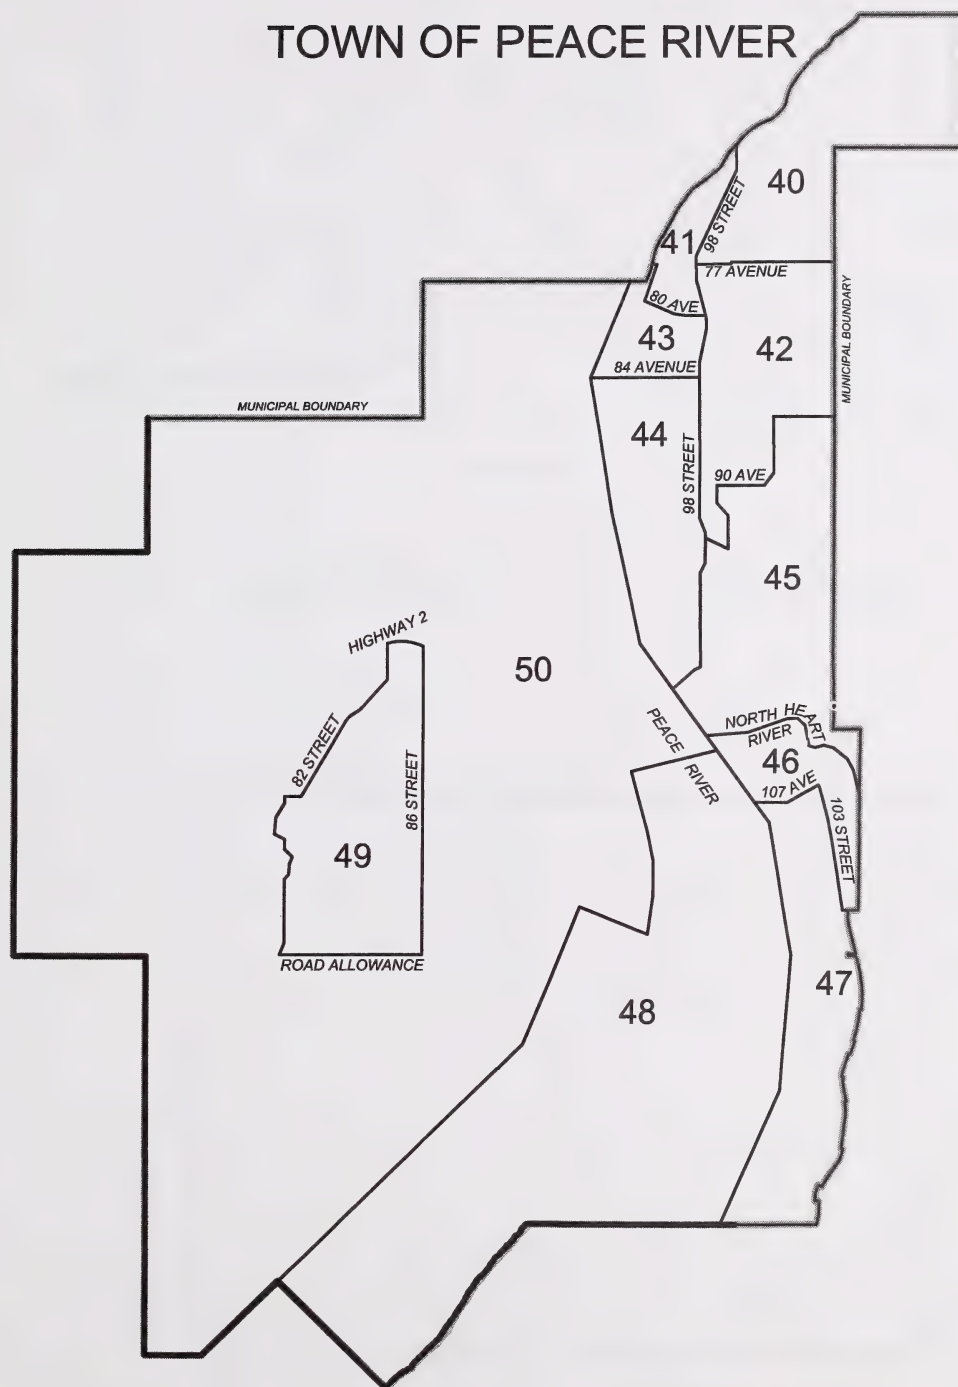 TOWN OF PEACE RIVER
40
98 STREET
41
77 AVENUE
MUNICIPAL BOUNDARY
80 AVE
43
42
84 AVENUE
MUNICIPAL BOUNDARY
44
98 STREET
90 AVE
45
HIGHWAY 2
50
82 STREET
86 STREET
PEACE RIVER
NORTH HEART
RIVER
46
107 AVE
103 STREET
49
ROAD ALLOWANCE
47
48